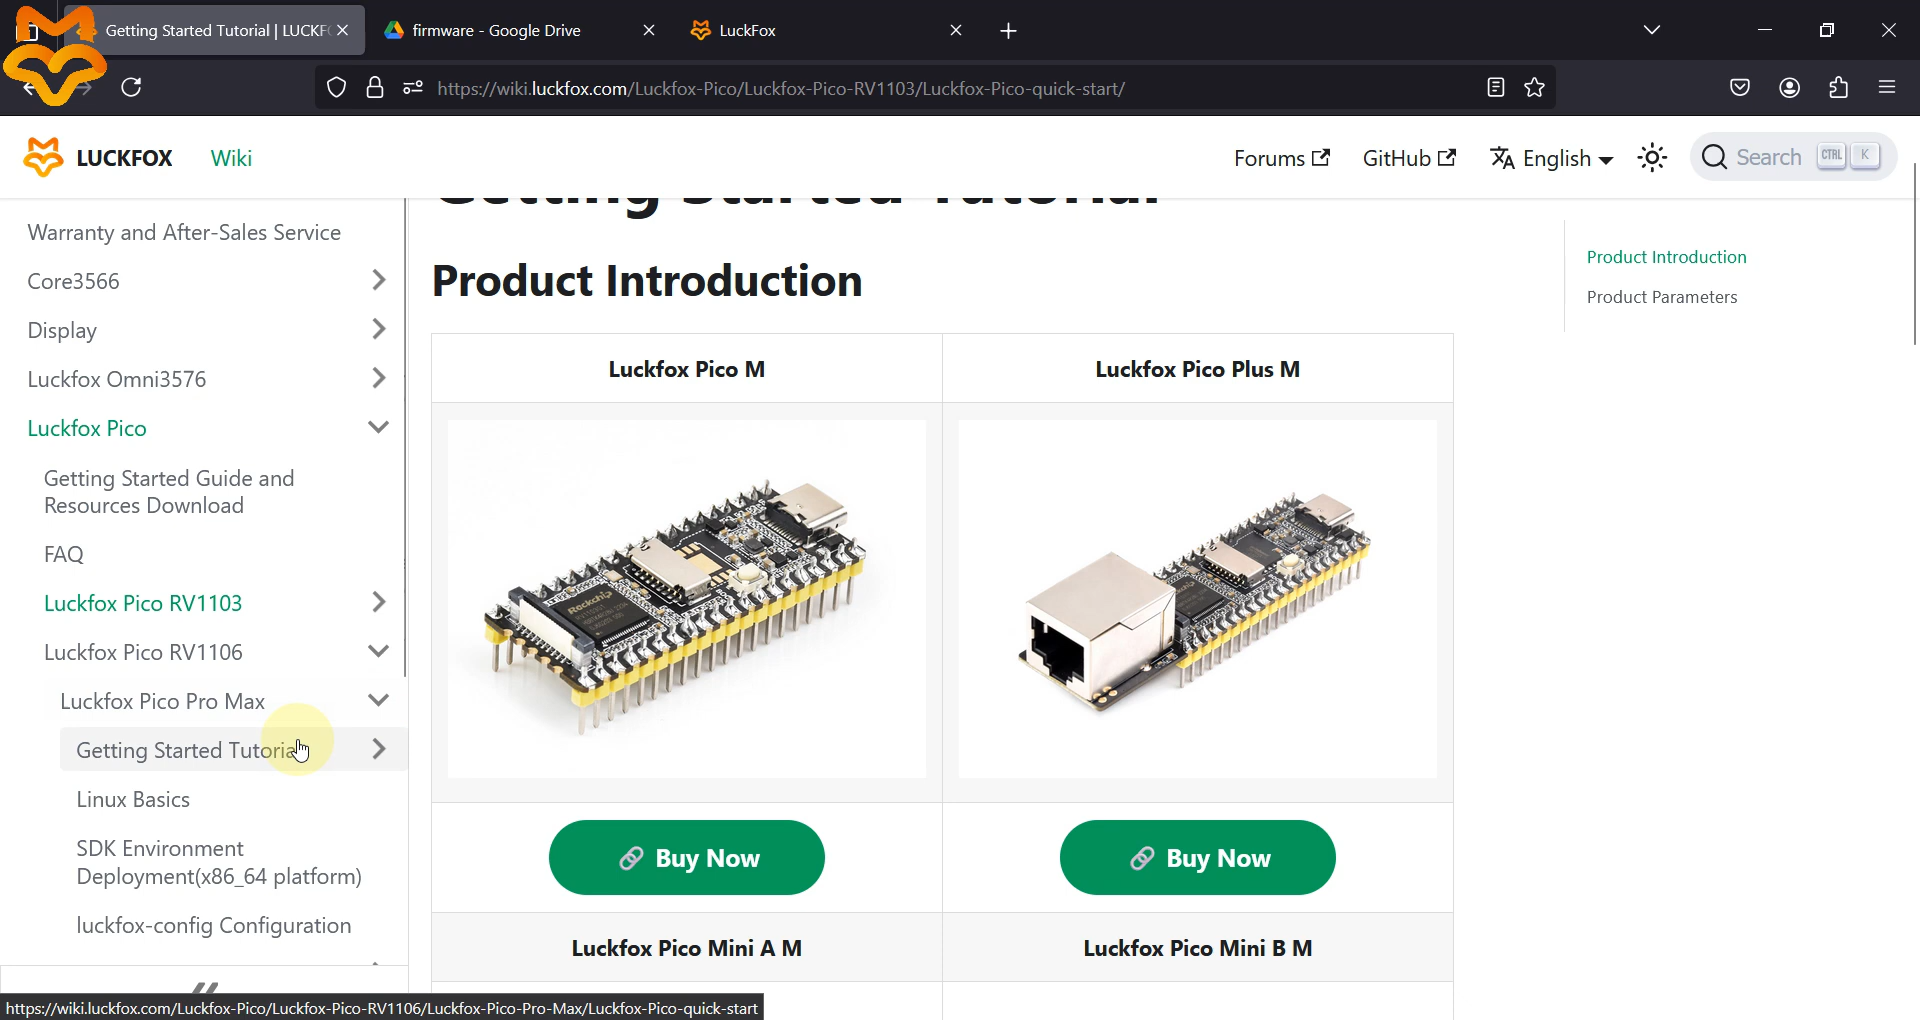 Getting Started Tutorial | LUCKF
firmware - Google Drive
LuckFox
https://wiki.luckfox.com/Luckfox-Pico/Luckfox-Pico-RV1103/Luckfox-Pico-quick-start/
LUCKFOX
Wiki
Forums
GitHub
English
Search
CTRL
K
Getting Started Tutorial
Warranty and After-Sales Service
Core3566
Display
Luckfox Omni3576
Luckfox Pico
Getting Started Guide and
Resources Download
FAQ
Luckfox Pico RV1103
Luckfox Pico RV1106
Luckfox Pico Pro Max
Getting Started Tutorial
Linux Basics
SDK Environment
Deployment(x86_64 platform)
luckfox-config Configuration
Product Introduction
Luckfox Pico M
Luckfox Pico Plus M
Rockchip
Buy Now
Buy Now
Luckfox Pico Mini A M
Luckfox Pico Mini B M
Product Introduction
Product Parameters
https://wiki.luckfox.com/Luckfox-Pico/Luckfox-Pico-RV1106/Luckfox-Pico-Pro-Max/Luckfox-Pico-quick-start